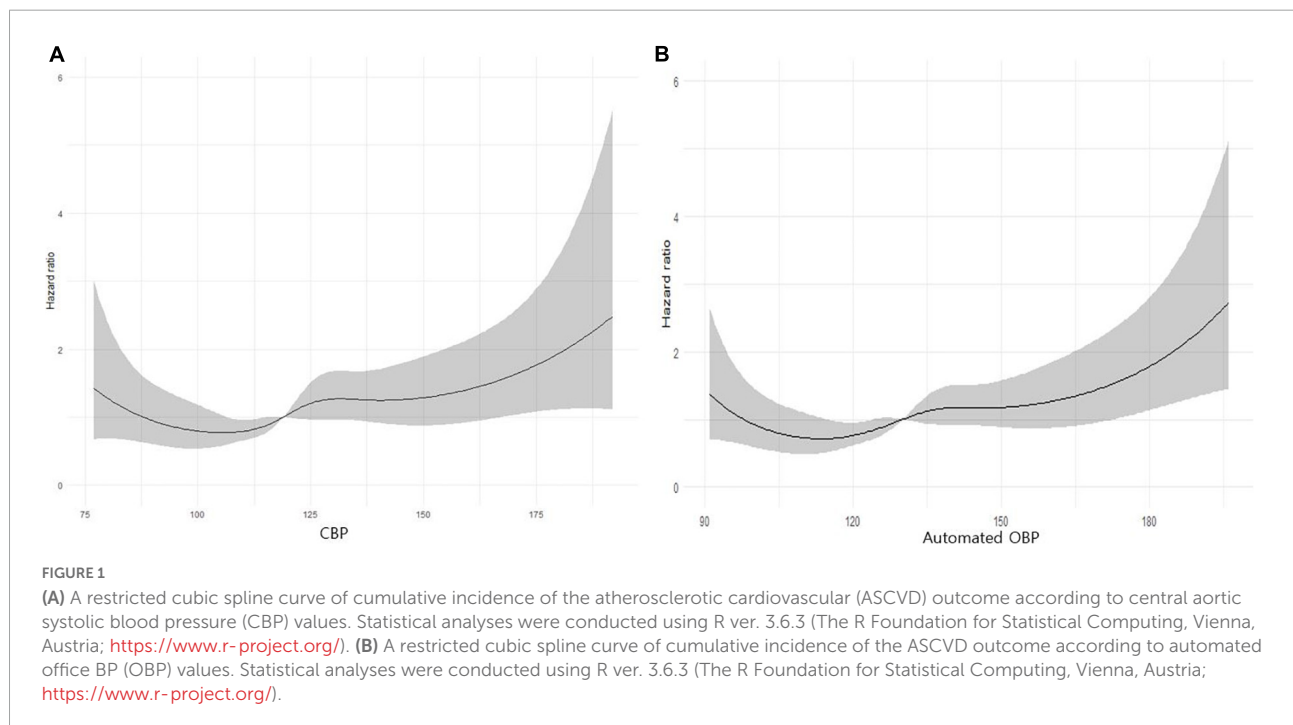 A
B
6
4
2
0
Hazard ratio
75
100
125
150
175
CBP
6
4
2
0
Hazard ratio
90
120
150
180
Automated OBP
FIGURE 1
(A) A restricted cubic spline curve of cumulative incidence of the atherosclerotic cardiovascular (ASCVD) outcome according to central aortic
systolic blood pressure (CBP) values. Statistical analyses were conducted using R ver. 3.6.3 (The R Foundation for Statistical Computing, Vienna,
Austria; https://www.r-project.org/). (B) A restricted cubic spline curve of cumulative incidence of the ASCVD outcome according to automated
office BP (OBP) values. Statistical analyses were conducted using R ver. 3.6.3 (The R Foundation for Statistical Computing, Vienna, Austria;
https://www.r-project.org/).